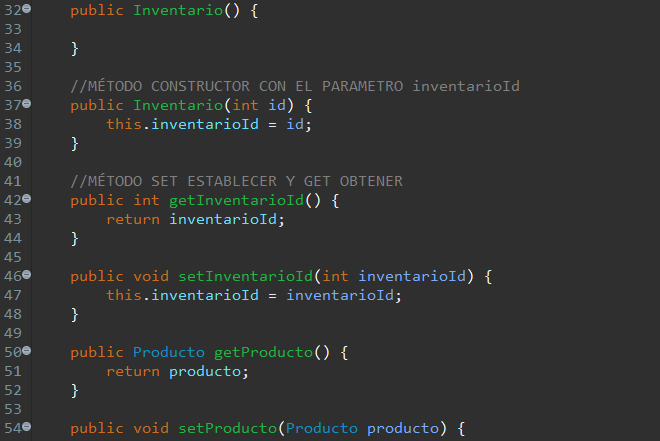 32 public Inventario() {
33
34 }
35
36 //MÉTODO CONSTRUCTOR CON EL PARAMETRO inventarioId
37 public Inventario(int id) {
38 this.inventarioId = id;
39 }
40
41 //MÉTODO SET ESTABLECER Y GET OBTENER
42 public int getInventarioId() {
43 return inventarioId;
44 }
45
46 public void setInventarioId(int inventarioId) {
47 this.inventarioId = inventarioId;
48 }
49
50 public Producto getProducto() {
51 return producto;
52 }
53
54 public void setProducto(Producto producto) {